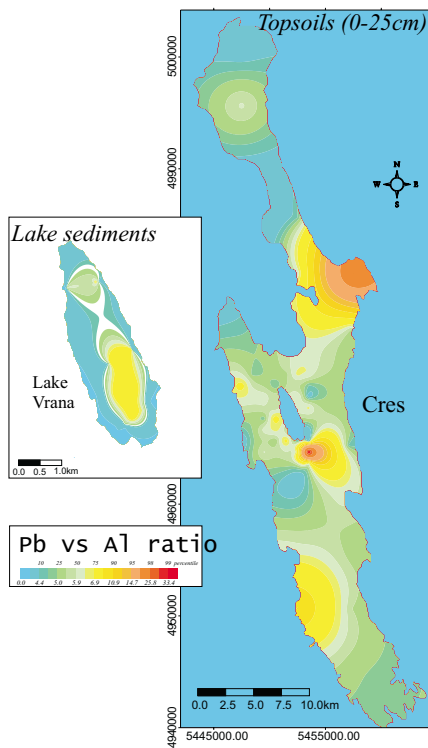 Topsoils (0-25cm)
5000000
4990000
N
W E
S
Lake sediments
Lake
Vrana
0.0 0.5 1.0km
Cres
4960000
Pb vs Al ratio
10 25 50 75 90 95 98 99 percentile
0.0 4.4 5.0 5.9 6.9 10.9 14.7 25.8 33.4
4950000
0.0 2.5 5.0 7.5 10.0km
4940000
5445000.00 5455000.00